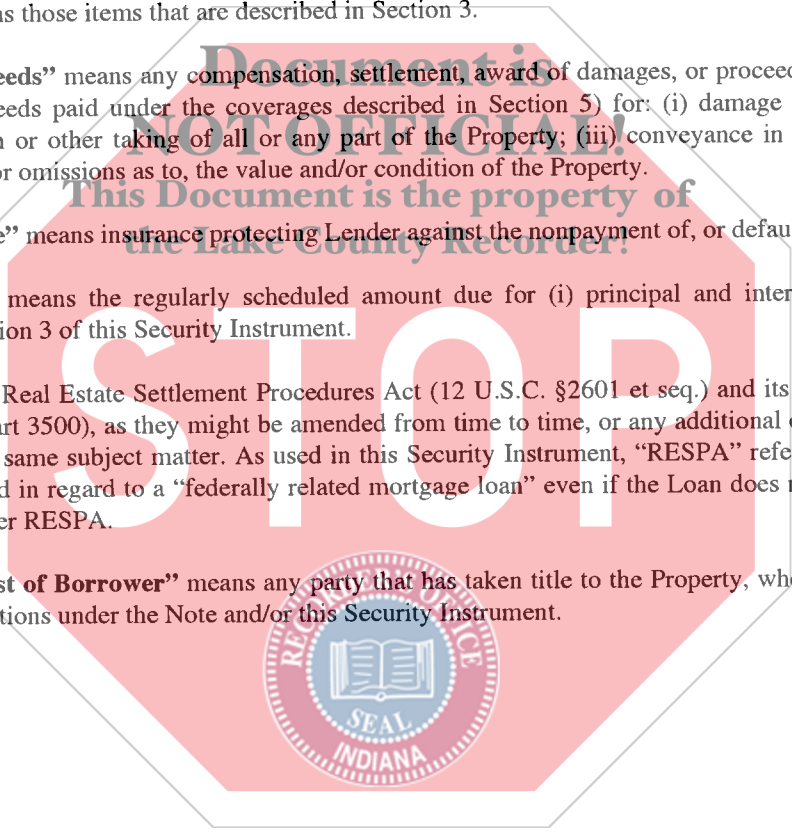 ns those items that are described in Section 3.
Document is
eeds” means any compensation, settlement, award of damages, or proceed
eeds paid under the coverages described in Section 5) for: (i) damage
NOT OFFICIAL!
n or other taking of all or any part of the Property; (iii) conveyance in
or omissions as to, the value and/or condition of the Property.
This Document is the property of
e” means insurance protecting Lender against the nonpayment of, or defau
the Lake County Recorder!
means the regularly scheduled amount due for (i) principal and inter
ion 3 of this Security Instrument.
STOP
Real Estate Settlement Procedures Act (12 U.S.C. §2601 et seq.) and its
art 3500), as they might be amended from time to time, or any additional
same subject matter. As used in this Security Instrument, “RESPA” refe
d in regard to a “federally related mortgage loan” even if the Loan does
er RESPA.
st of Borrower” means any party that has taken title to the Property, whe
tions under the Note and/or this Security Instrument.
RECORDER'S OFFICE
SEAL
INDIANA